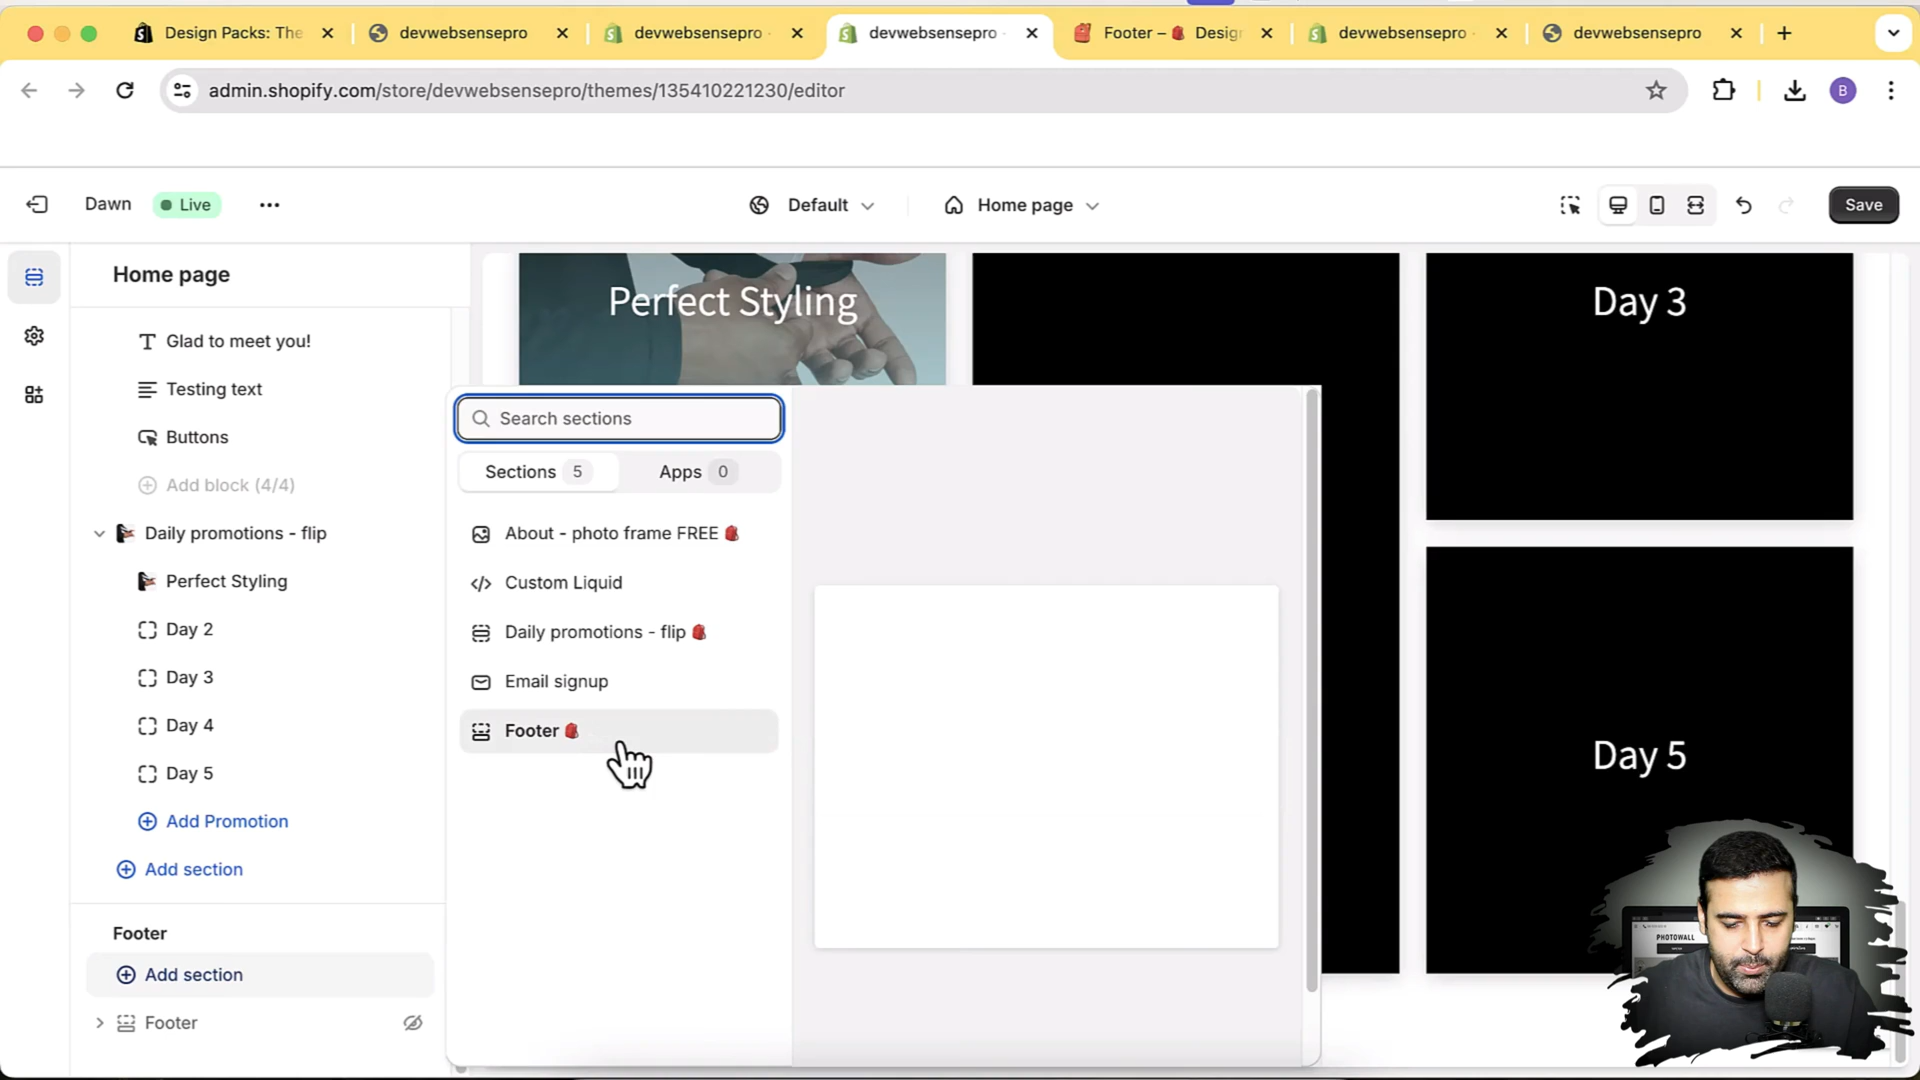 Design Packs: The
devwebsensepro
devwebsensepro
devwebsensepro
Footer – Desig
devwebsensepro
devwebsensepro
admin.shopify.com/store/devwebsensepro/themes/135410221230/editor
B
Dawn
Live
Default
Home page
Save
Home page
Glad to meet you!
Testing text
Buttons
Add block (4/4)
Daily promotions - flip
Perfect Styling
Day 2
Day 3
Day 4
Day 5
Add Promotion
Add section
Footer
Add section
Footer
Search sections
Sections 5
Apps 0
About - photo frame FREE
Custom Liquid
Daily promotions - flip
Email signup
Footer
Perfect Styling
Day 3
Day 5
PHOTOWALL